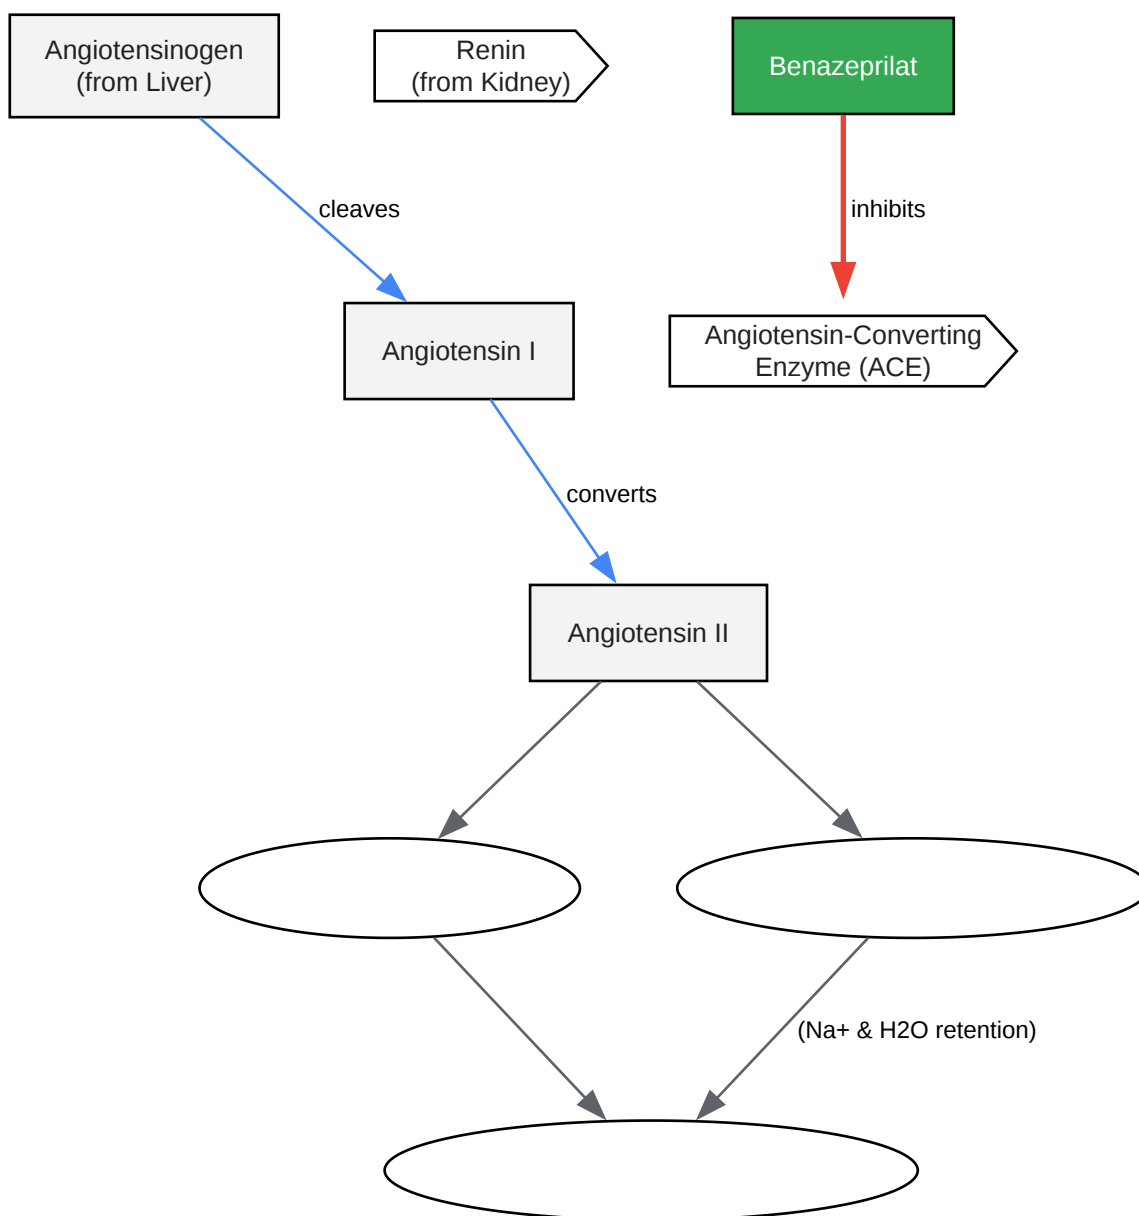 Angiotensinogen
(from Liver)
Renin
(from Kidney)
Benazeprilat
cleaves
inhibits
Angiotensin I
Angiotensin-Converting
Enzyme (ACE)
converts
Angiotensin II
(Na+ & H2O retention)